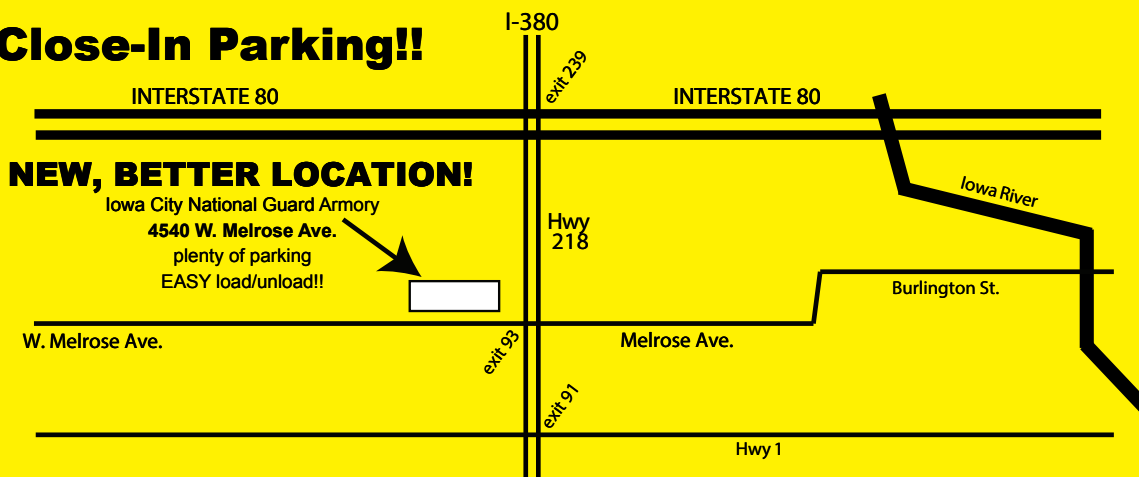 I-380
Close-In Parking!!
exit 239
INTERSTATE 80
INTERSTATE 80
NEW, BETTER LOCATION!
Iowa City National Guard Armory
4540 W. Melrose Ave.
plenty of parking
EASY load/unload!!
Iowa River
Hwy
218
Burlington St.
W. Melrose Ave.
Melrose Ave.
exit 93
exit 91
Hwy 1